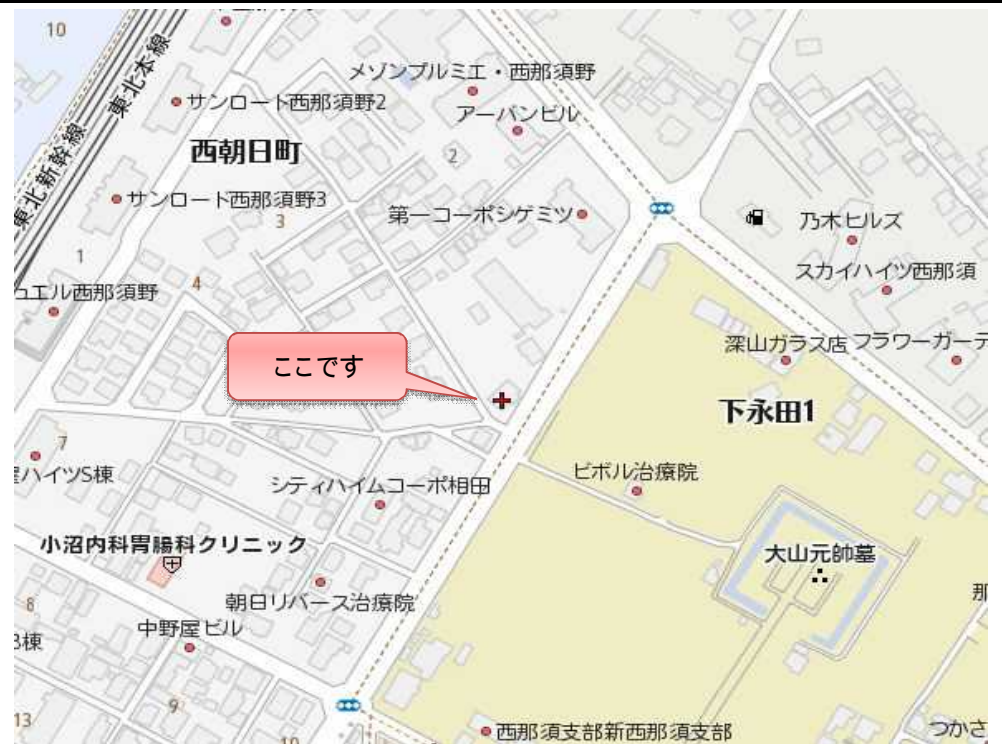 10
東北本線
東北新幹線
メゾンプルミエ・西那須野
サンロート西那須野2
アーバンビル
西朝日町
2
サンロート西那須野3
3
第一コーポシゲミツ
乃木ヒルズ
1
スカイハイツ西那須
4
ュエル西那須野
深山ガラス店
フラワーガーデ
ここです
下永田1
7
ハイツS棟
シティハイムコーポ相田
ビボル治療院
小沼内科胃腸科クリニック
大山元帥墓
那
8
朝日リバース治療院
中野屋ビル
棟
9
13
10
西那須支部新西那須支部
つかさ